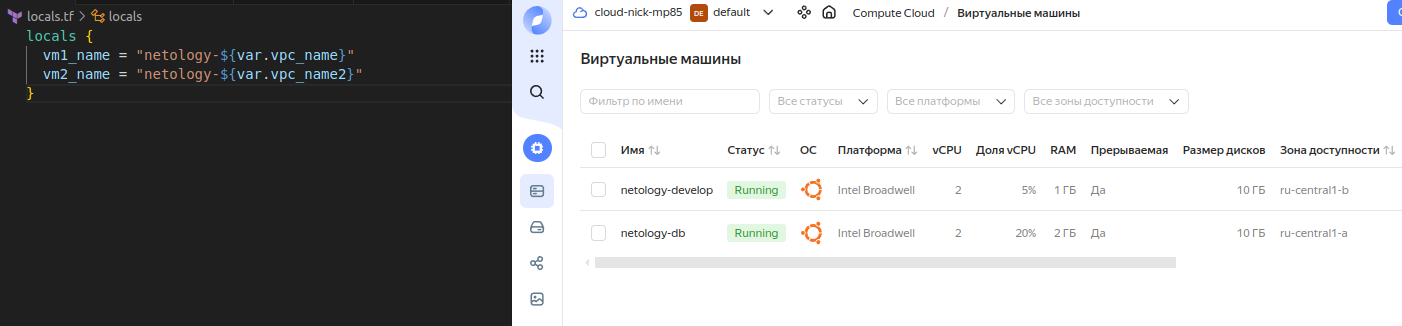 locals.tf > locals
locals {
  vm1_name = "netology-${var.vpc_name}"
  vm2_name = "netology-${var.vpc_name2}"
}
cloud-nick-mp85 DE default Compute Cloud / Виртуальные машины
Виртуальные машины
Фильтр по имени Все статусы Все платформы Все зоны доступности
Имя Статус ОС Платформа vCPU Доля vCPU RAM Прерываемая Размер дисков Зона доступности
netology-develop Running Intel Broadwell 2 5% 1 ГБ Да 10 ГБ ru-central1-b
netology-db Running Intel Broadwell 2 20% 2 ГБ Да 10 ГБ ru-central1-a